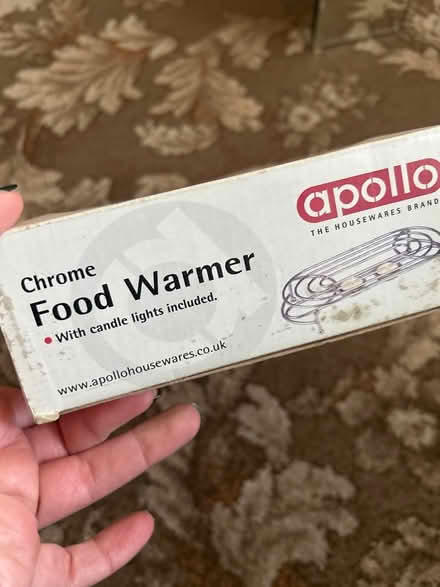 apollo
THE HOUSEWARES BRAND
Chrome
Food Warmer
• With candle lights included.
www.apollohousewares.co.uk